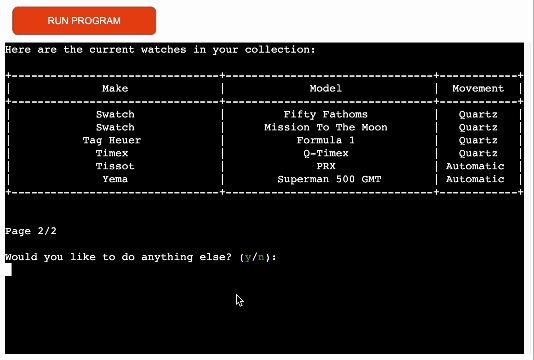 RUN PROGRAM
Here are the current watches in your collection:
Make | Model | Movement
Swatch | Fifty Fathoms | Quartz
Swatch | Mission To The Moon | Quartz
Tag Heuer | Formula 1 | Quartz
Timex | Q-Timex | Quartz
Tissot | PRX | Automatic
Yema | Superman 500 GMT | Automatic
Page 2/2
Would you like to do anything else? (y/n):